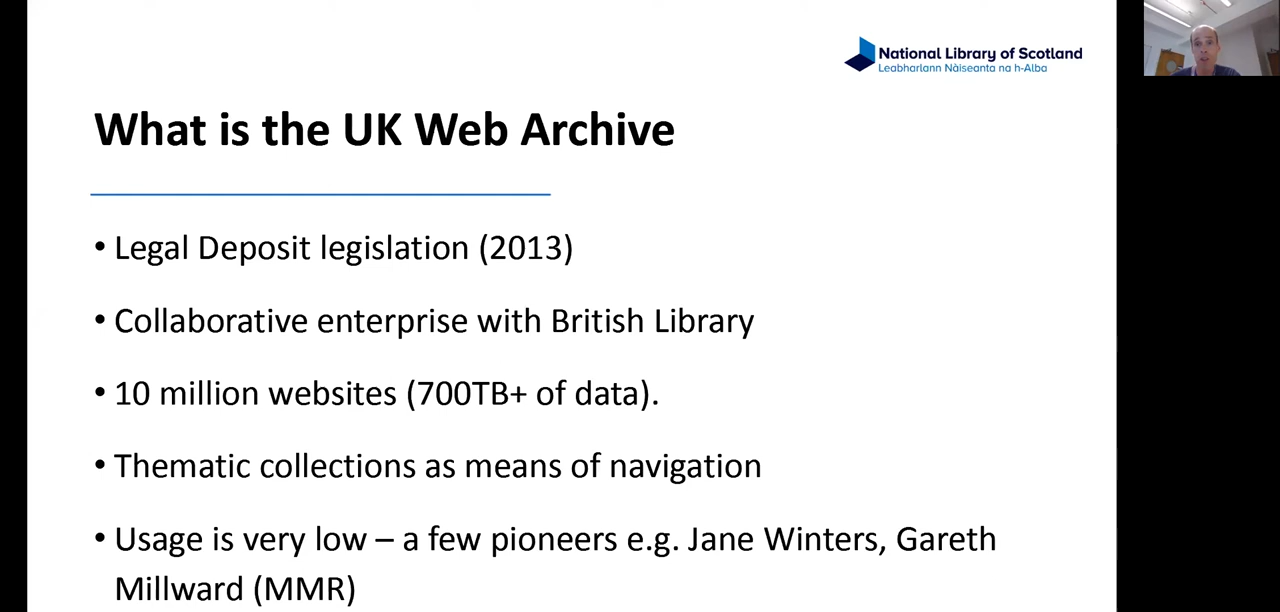 National Library of Scotland
Leabharlann Nàiseanta na h-Alba
What is the UK Web Archive
• Legal Deposit legislation (2013)
• Collaborative enterprise with British Library
• 10 million websites (700TB+ of data).
• Thematic collections as means of navigation
• Usage is very low – a few pioneers e.g. Jane Winters, Gareth
Millward (MMR)